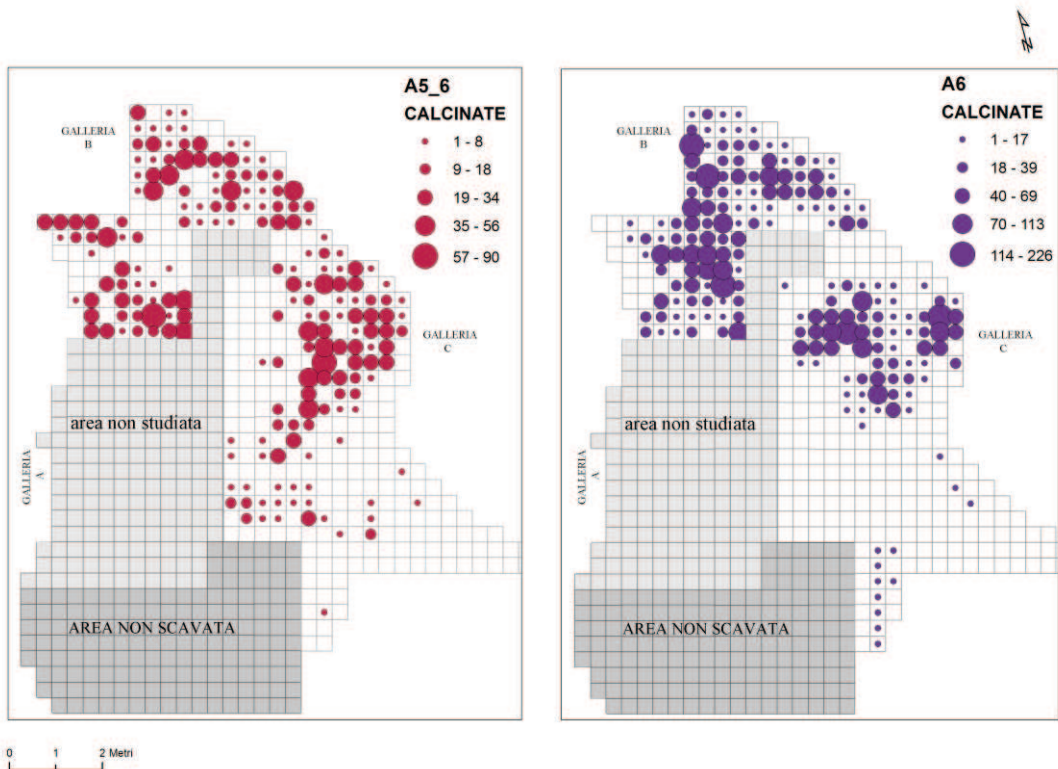 A5_6
CALCINATE
1 - 8
9 - 18
19 - 34
35 - 56
57 - 90
GALLERIA
B
GALLERIA
C
area non studiata
GALLERIA
A
AREA NON SCAVATA
0 1 2 Metri
N
A6
CALCINATE
1 - 17
18 - 39
40 - 69
70 - 113
114 - 226
GALLERIA
B
GALLERIA
C
area non studiata
GALLERIA
A
AREA NON SCAVATA